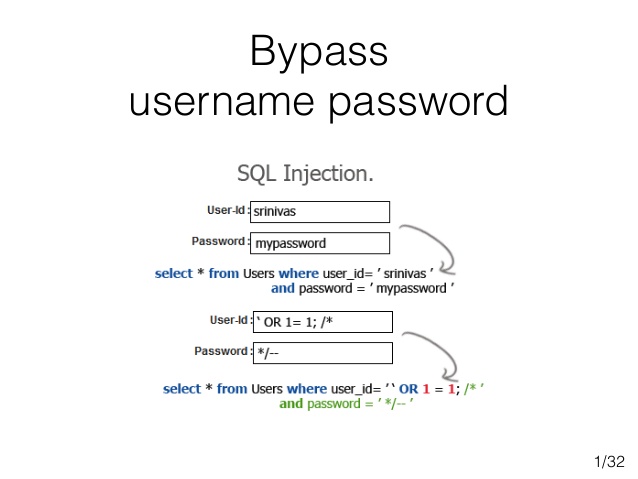 Bypass
username password
SQL Injection.
User-Id: srinivas
Password: mypassword
select * from Users where user_id= ’ srinivas ’
and password = ’ mypassword ’
User-Id: ‘ OR 1= 1; /*
Password: */--
select * from Users where user_id= ’ ‘ OR 1 = 1; /* ’
and password = ’ */-- ’
1/32